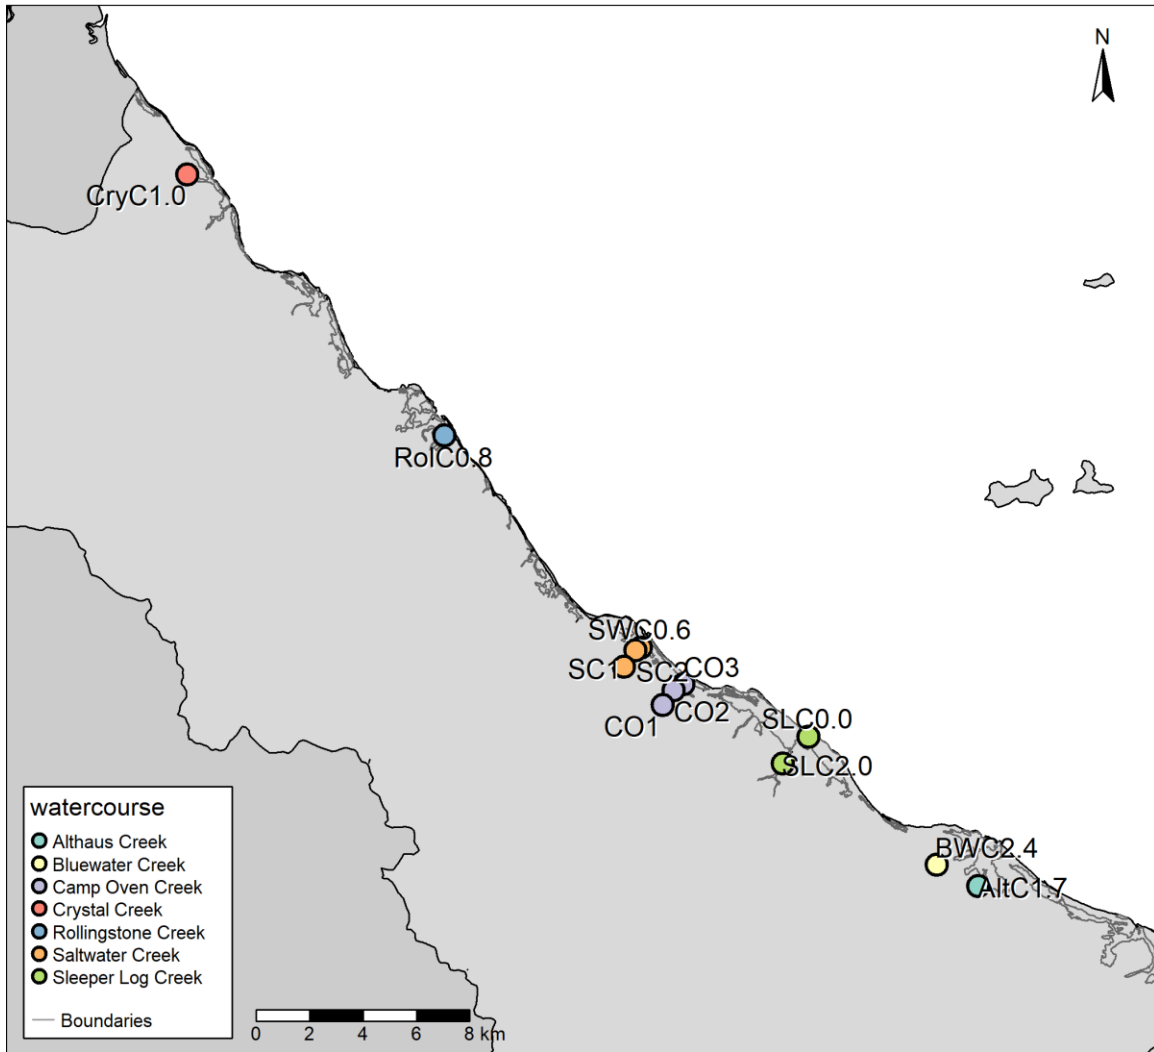 N
CryC1.0
RolC0.8
SWC0.6
SC1
SC2
CO3
CO1
CO2
SLC0.0
SLC2.0
BWC2.4
AltC1.7
watercourse
Althaus Creek
Bluewater Creek
Camp Oven Creek
Crystal Creek
Rollingstone Creek
Saltwater Creek
Sleeper Log Creek
Boundaries
0 2 4 6 8 km